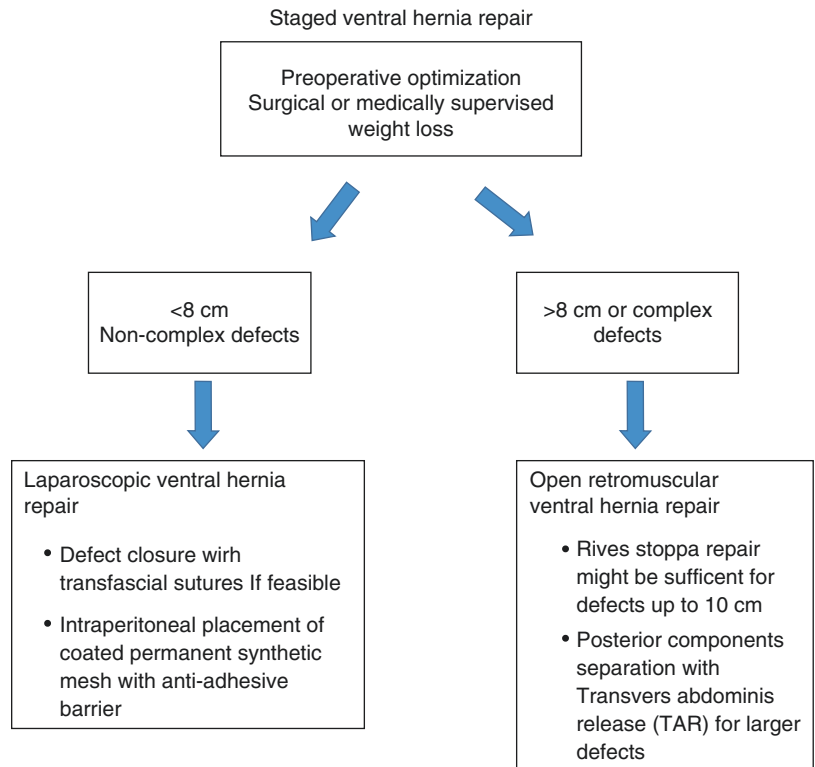 Staged ventral hernia repair
Preoperative optimization
Surgical or medically supervised
weight loss
<8 cm
Non-complex defects
>8 cm or complex
defects
Laparoscopic ventral hernia
repair
• Defect closure wirh
transfascial sutures If feasible
• Intraperitoneal placement of
coated permanent synthetic
mesh with anti-adhesive
barrier
Open retromuscular
ventral hernia repair
• Rives stoppa repair
might be sufficent for
defects up to 10 cm
• Posterior components
separation with
Transvers abdominis
release (TAR) for larger
defects